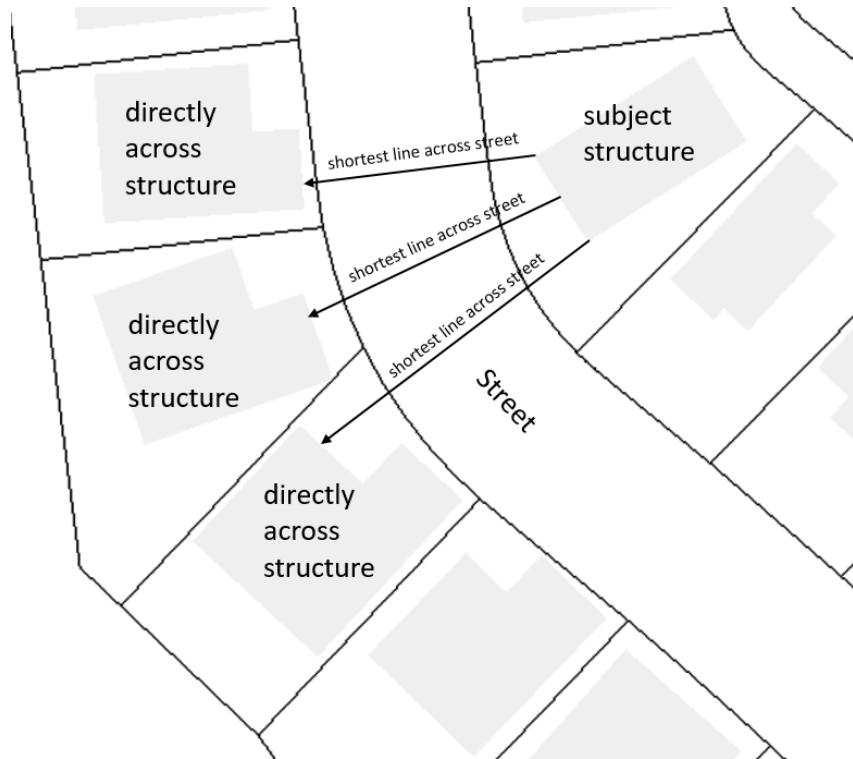 directly
across
structure
shortest line across street
subject
structure
shortest line across street
directly
across
structure
shortest line across street
Street
directly
across
structure